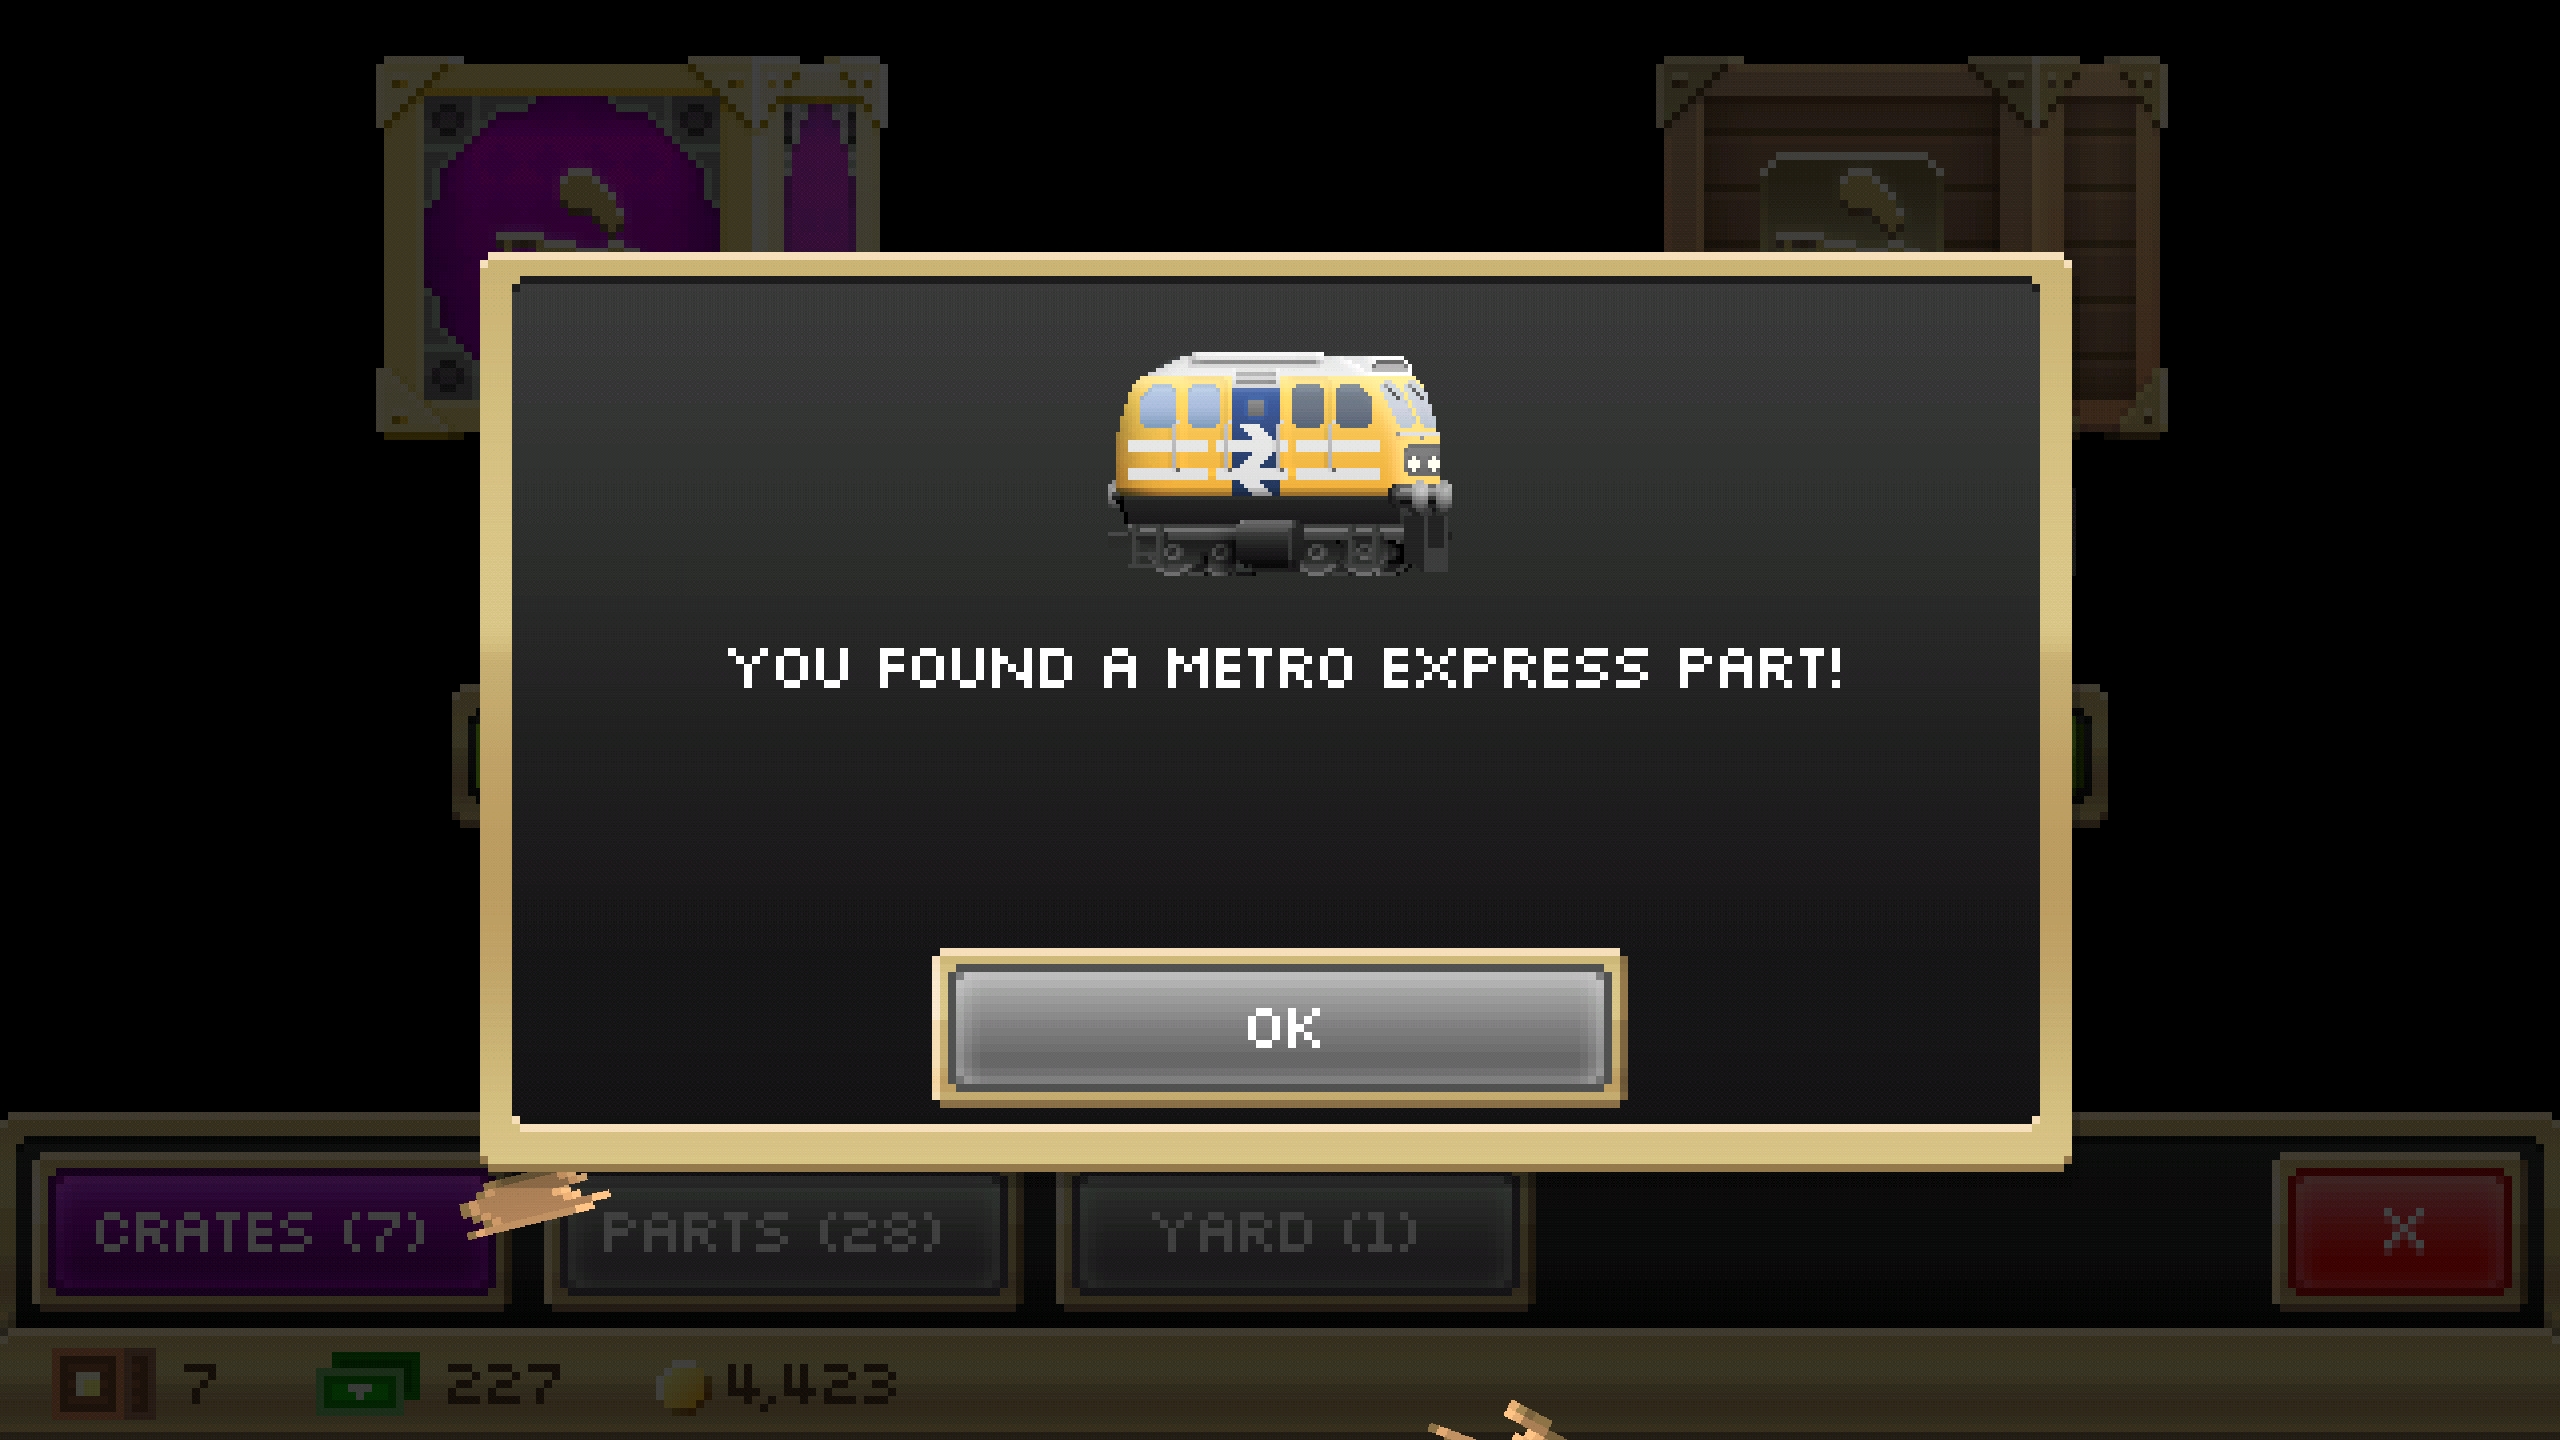 YOU FOUND A METRO EXPRESS PART!
OK
CRATES (7)
PARTS (28)
YARD (1)
X
7
227
4,423